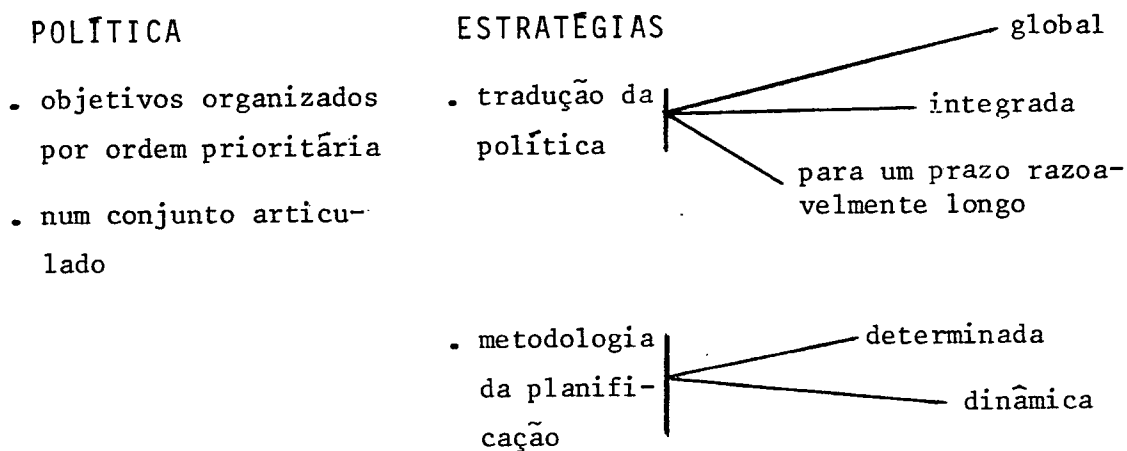 POLÍTICA
. objetivos organizados
por ordem prioritária
. num conjunto articu-
lado
ESTRATÉGIAS
. tradução da
política
global
integrada
para um prazo razoa-
velmente longo
. metodologia
da planifi-
cação
determinada
dinâmica